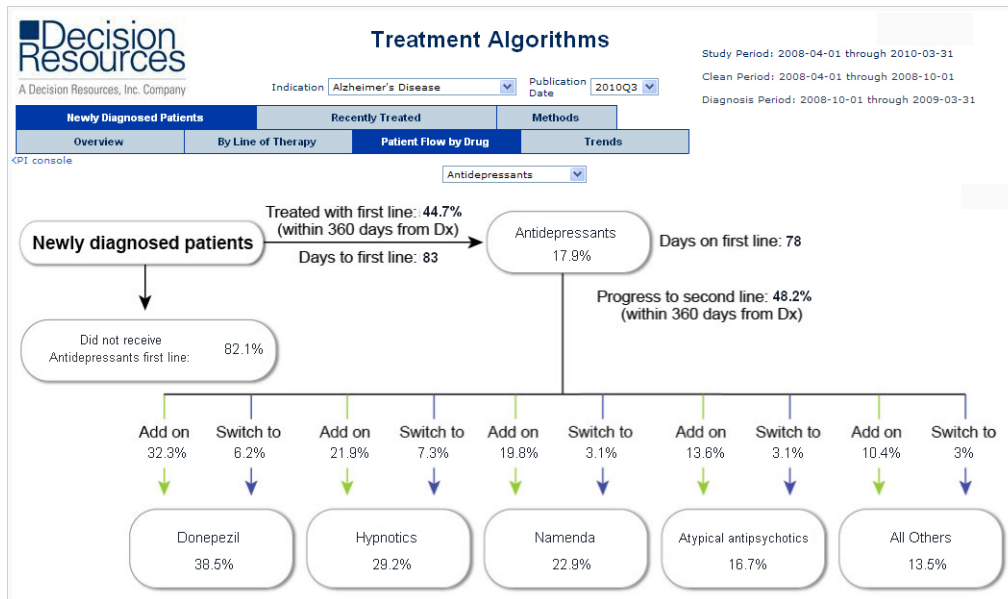 Decision
Resources
A Decision Resources, Inc. Company
Treatment Algorithms
Study Period: 2008-04-01 through 2010-03-31
Clean Period: 2008-04-01 through 2008-10-01
Diagnosis Period: 2008-10-01 through 2009-03-31
Indication Alzheimer's Disease
Publication Date 2010Q3
Newly Diagnosed Patients Recently Treated Methods
Overview By Line of Therapy Patient Flow by Drug Trends
<PI console
Antidepressants
Newly diagnosed patients
Treated with first line: 44.7%
(within 360 days from Dx)
Days to first line: 83
Antidepressants
17.9%
Days on first line: 78
Progress to second line: 48.2%
(within 360 days from Dx)
Did not receive
Antidepressants first line: 82.1%
Add on Switch to Add on Switch to Add on Switch to Add on Switch to Add on Switch to
32.3% 6.2% 21.9% 7.3% 19.8% 3.1% 13.6% 3.1% 10.4% 3%
Donepezil Hypnotics Namenda Atypical antipsychotics All Others
38.5% 29.2% 22.9% 16.7% 13.5%